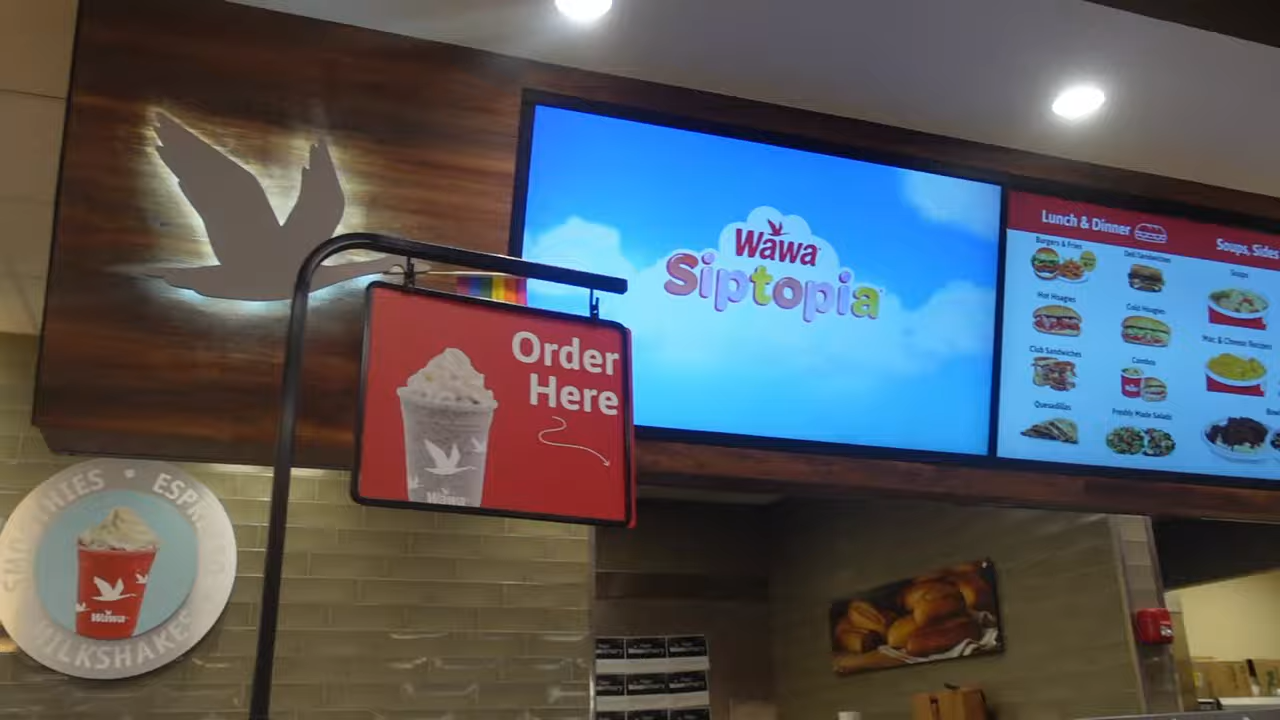 Wawa
Siptopia
Order
Here
Lunch & Dinner
Burgers & Fries
Deli Sandwiches
Hot Hoagies
Cold Hoagies
Club Sandwiches
Combos
Quesadillas
Freshly Made Salads
Soups, Sides
Soups
Mac & Cheese
Wawa
SMOOTHIES • ESPR
MILKSHAKES
Wawa